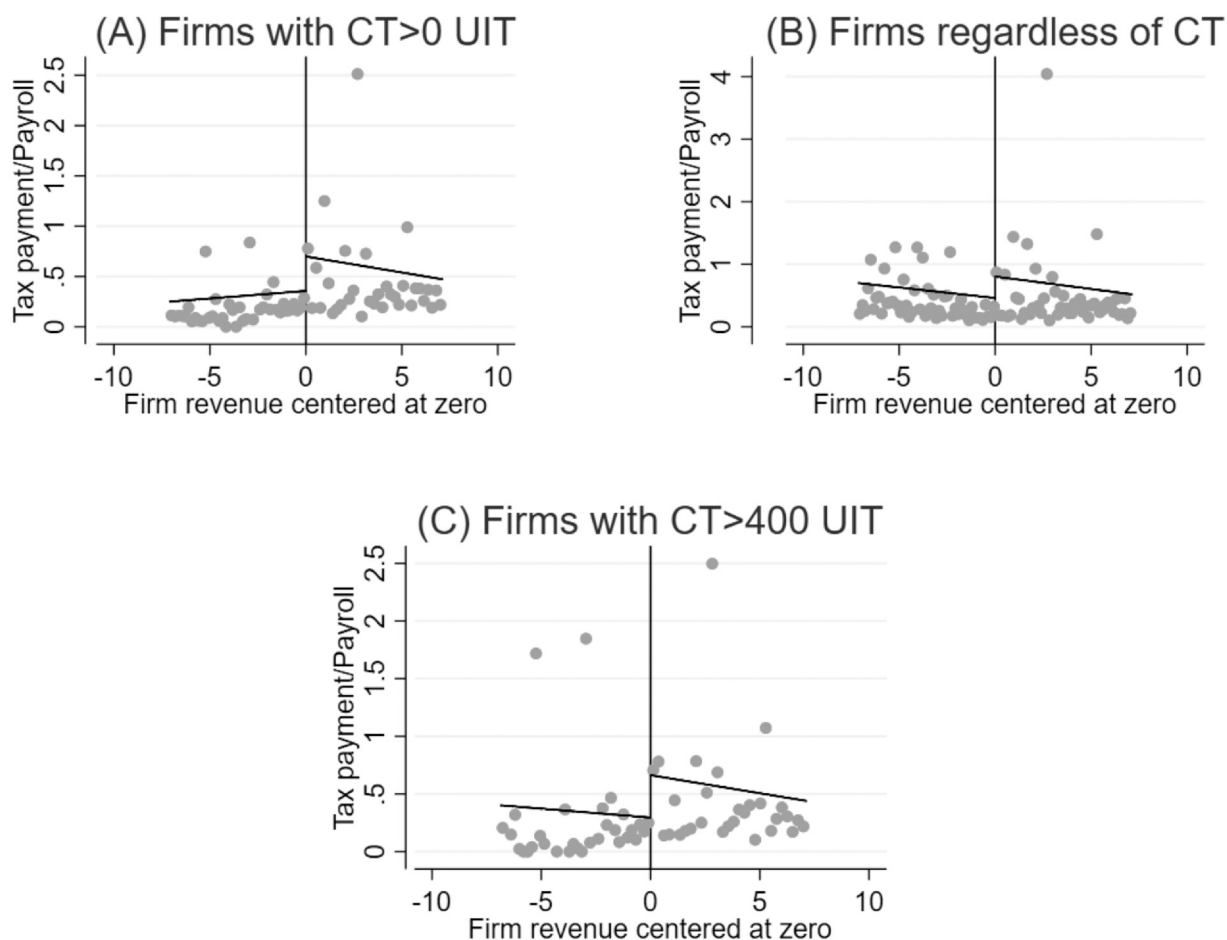 (A) Firms with CT>0 UIT
Tax payment/Payroll
2.5
2
1.5
1
.5
0
-10 -5 0 5 10
Firm revenue centered at zero
(B) Firms regardless of CT
Tax payment/Payroll
4
3
2
1
0
-10 -5 0 5 10
Firm revenue centered at zero
(C) Firms with CT>400 UIT
Tax payment/Payroll
2.5
2
1.5
1
.5
0
-10 -5 0 5 10
Firm revenue centered at zero